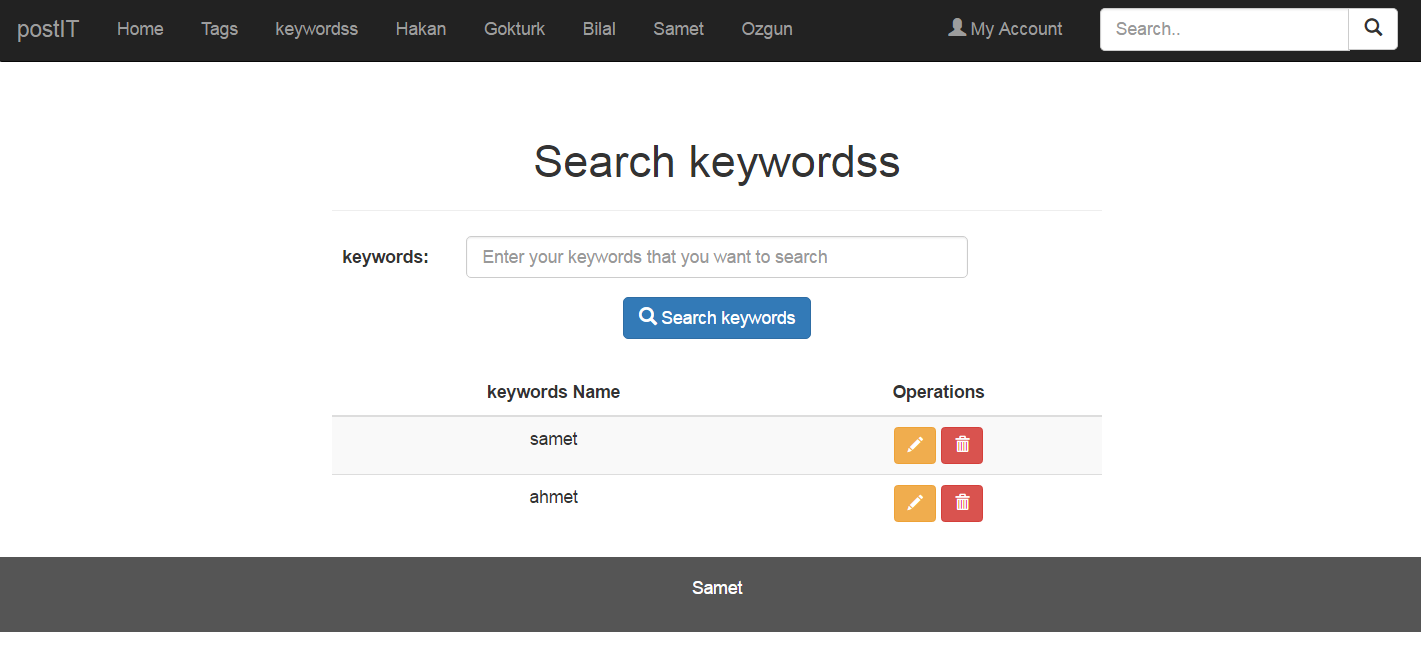 postIT Home Tags keywordss Hakan Gokturk Bilal Samet Ozgun My Account Search..
Search keywordss
keywords: Enter your keywords that you want to search
Search keywords
keywords Name Operations
samet
ahmet
Samet